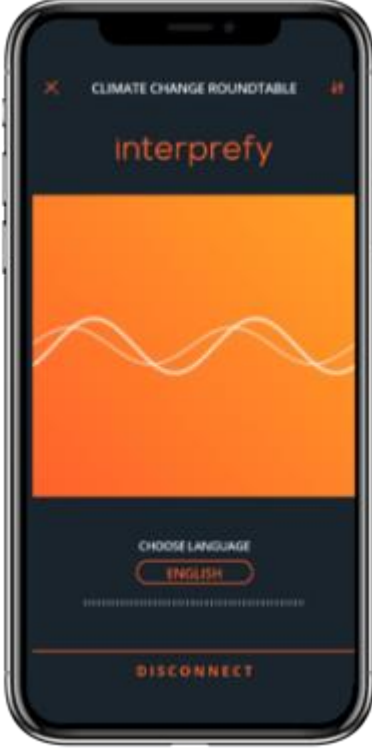 CLIMATE CHANGE ROUNDTABLE
interprefy
CHOOSE LANGUAGE
ENGLISH
DISCONNECT